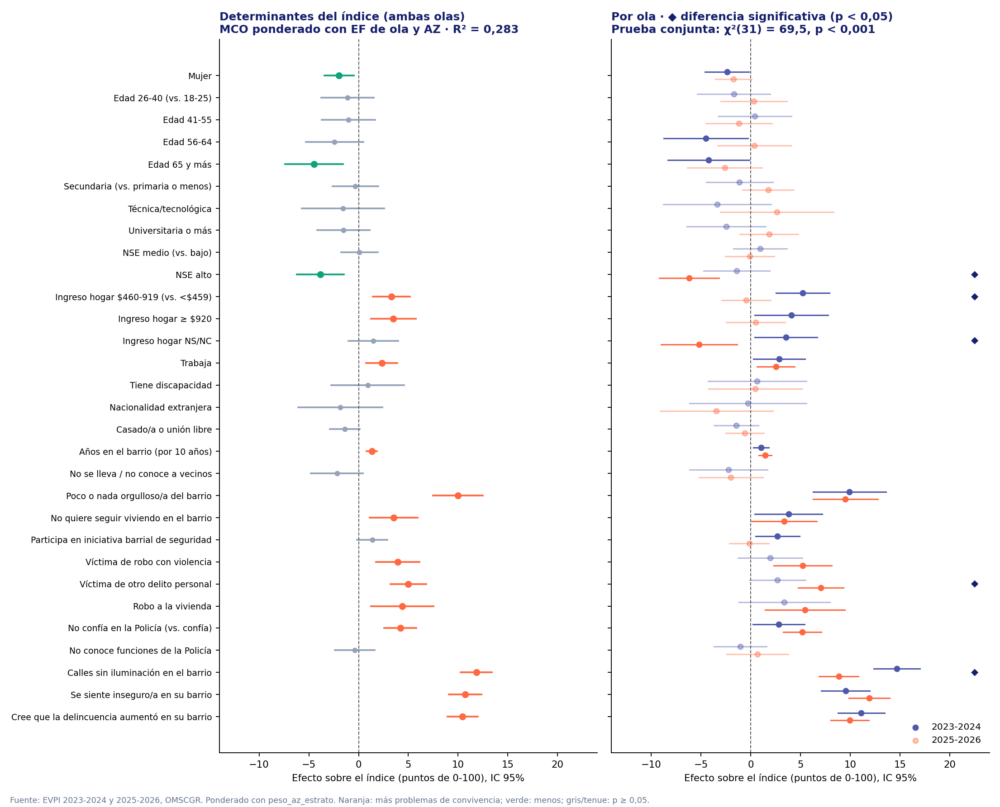 Determinantes del índice (ambas olas)
MCO ponderado con EF de ola y AZ · R² = 0,283
Por ola · ◆ diferencia significativa (p < 0,05)
Prueba conjunta: χ²(31) = 69,5, p < 0,001
Mujer
Edad 26-40 (vs. 18-25)
Edad 41-55
Edad 56-64
Edad 65 y más
Secundaria (vs. primaria o menos)
Técnica/tecnológica
Universitaria o más
NSE medio (vs. bajo)
NSE alto
Ingreso hogar $460-919 (vs. <$459)
Ingreso hogar ≥ $920
Ingreso hogar NS/NC
Trabaja
Tiene discapacidad
Nacionalidad extranjera
Casado/a o unión libre
Años en el barrio (por 10 años)
No se lleva / no conoce a vecinos
Poco o nada orgulloso/a del barrio
No quiere seguir viviendo en el barrio
Participa en iniciativa barrial de seguridad
Víctima de robo con violencia
Víctima de otro delito personal
Robo a la vivienda
No confía en la Policía (vs. confía)
No conoce funciones de la Policía
Calles sin iluminación en el barrio
Se siente inseguro/a en su barrio
Cree que la delincuencia aumentó en su barrio
2023-2024
2025-2026
−10 −5 0 5 10 15 20
−10 −5 0 5 10 15 20
Efecto sobre el índice (puntos de 0-100), IC 95%
Efecto sobre el índice (puntos de 0-100), IC 95%
Fuente: EVPI 2023-2024 y 2025-2026, OMSCGR. Ponderado con peso_az_estrato. Naranja: más problemas de convivencia; verde: menos; gris/tenue: p ≥ 0,05.